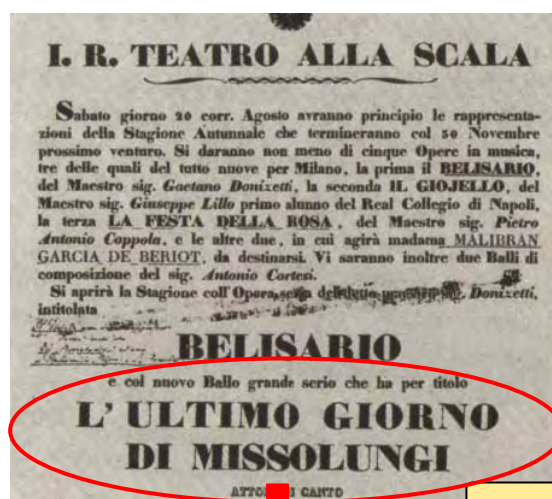 I. R. TEATRO ALLA SCALA
Sabato giorno 20 corr. Agosto avranno principio le rappresenta-
zioni della Stagione Autunnale che termineranno col 30 Novembre
prossimo venturo. Si daranno non meno di cinque Opere in musica,
tre delle quali del tutto nuove per Milano, la prima il BELISARIO,
del Maestro sig. Gaetano Donizetti, la seconda IL GIOJELLO, del
Maestro sig. Giuseppe Lillo primo alunno del Real Collegio di Napoli,
la terza LA FESTA DELLA ROSA, del Maestro sig. Pietro
Antonio Coppola, e le altre due, in cui agirà madama MALIBRAN
GARCIA DE BERIOT, da destinarsi. Vi saranno inoltre due Balli di
composizione del sig. Antonio Cortesi.
Si aprirà la Stagione coll'Opera seria Donizetti,
intitolata
BELISARIO
e col nuovo Ballo grande serio che ha per titolo
L'ULTIMO GIORNO
DI MISSOLUNGI
CANTO